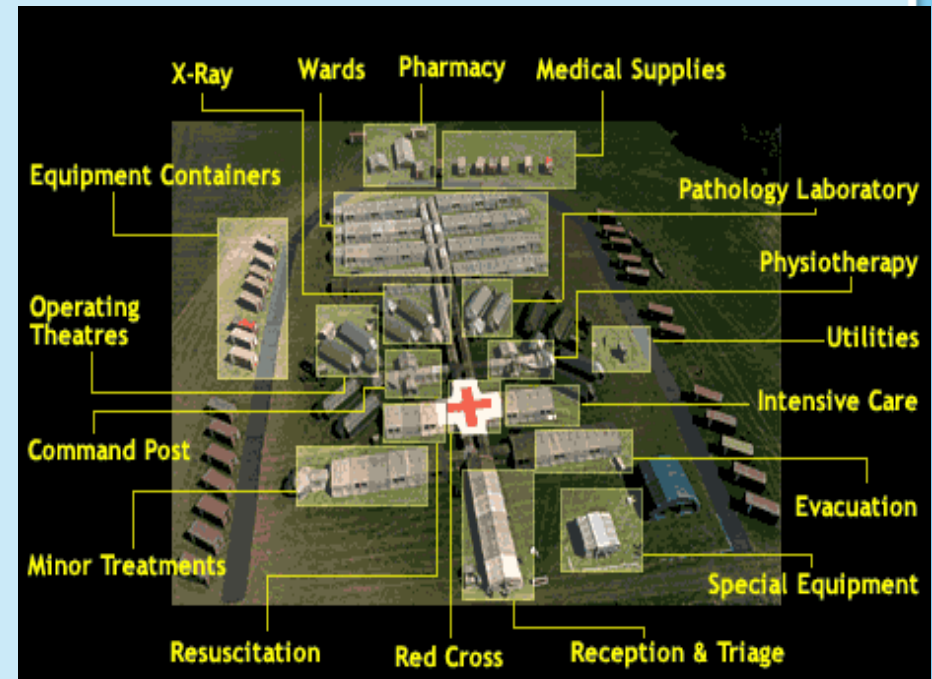 X-Ray
Wards
Pharmacy
Medical Supplies
Equipment Containers
Pathology Laboratory
Physiotherapy
Operating
Theatres
Utilities
Intensive Care
Command Post
Evacuation
Minor Treatments
Special Equipment
Resuscitation
Red Cross
Reception & Triage